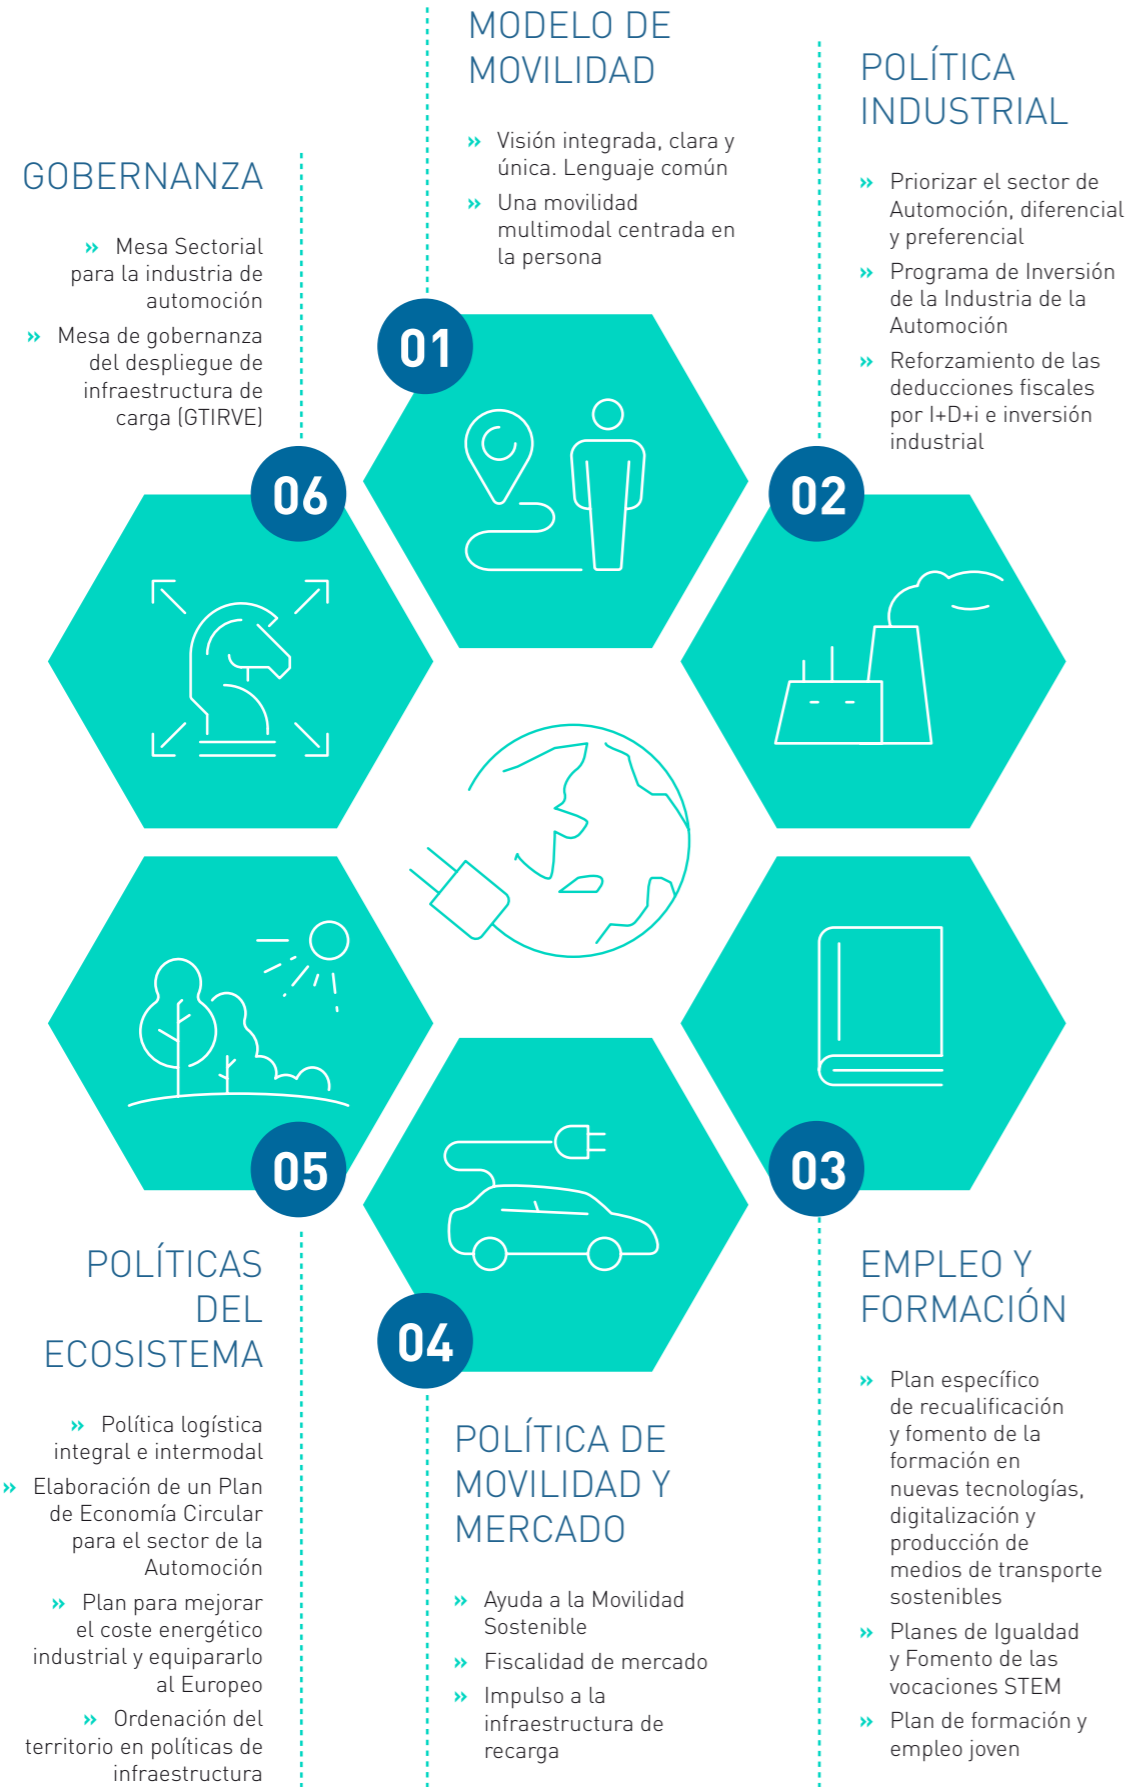 MODELO DE
MOVILIDAD
» Visión integrada, clara y
única. Lenguaje común
» Una movilidad
multimodal centrada en
la persona
01
POLÍTICA
INDUSTRIAL
» Priorizar el sector de
Automoción, diferencial
y preferencial
» Programa de Inversión
de la Industria de la
Automoción
» Reforzamiento de las
deducciones fiscales
por I+D+i e inversión
industrial
02
03
EMPLEO Y
FORMACIÓN
» Plan específico
de recualificación
y fomento de la
formación en
nuevas tecnologías,
digitalización y
producción de
medios de transporte
sostenibles
» Planes de Igualdad
y Fomento de las
vocaciones STEM
» Plan de formación y
empleo joven
04
POLÍTICA DE
MOVILIDAD Y
MERCADO
» Ayuda a la Movilidad
Sostenible
» Fiscalidad de mercado
» Impulso a la
infraestructura de
recarga
05
POLÍTICAS
DEL
ECOSISTEMA
» Política logística
integral e intermodal
» Elaboración de un Plan
de Economía Circular
para el sector de la
Automoción
» Plan para mejorar
el coste energético
industrial y equipararlo
al Europeo
» Ordenación del
territorio en políticas de
infraestructura
GOBERNANZA
» Mesa Sectorial
para la industria de
automoción
» Mesa de gobernanza
del despliegue de
infraestructura de
carga (GTIRVE)
06